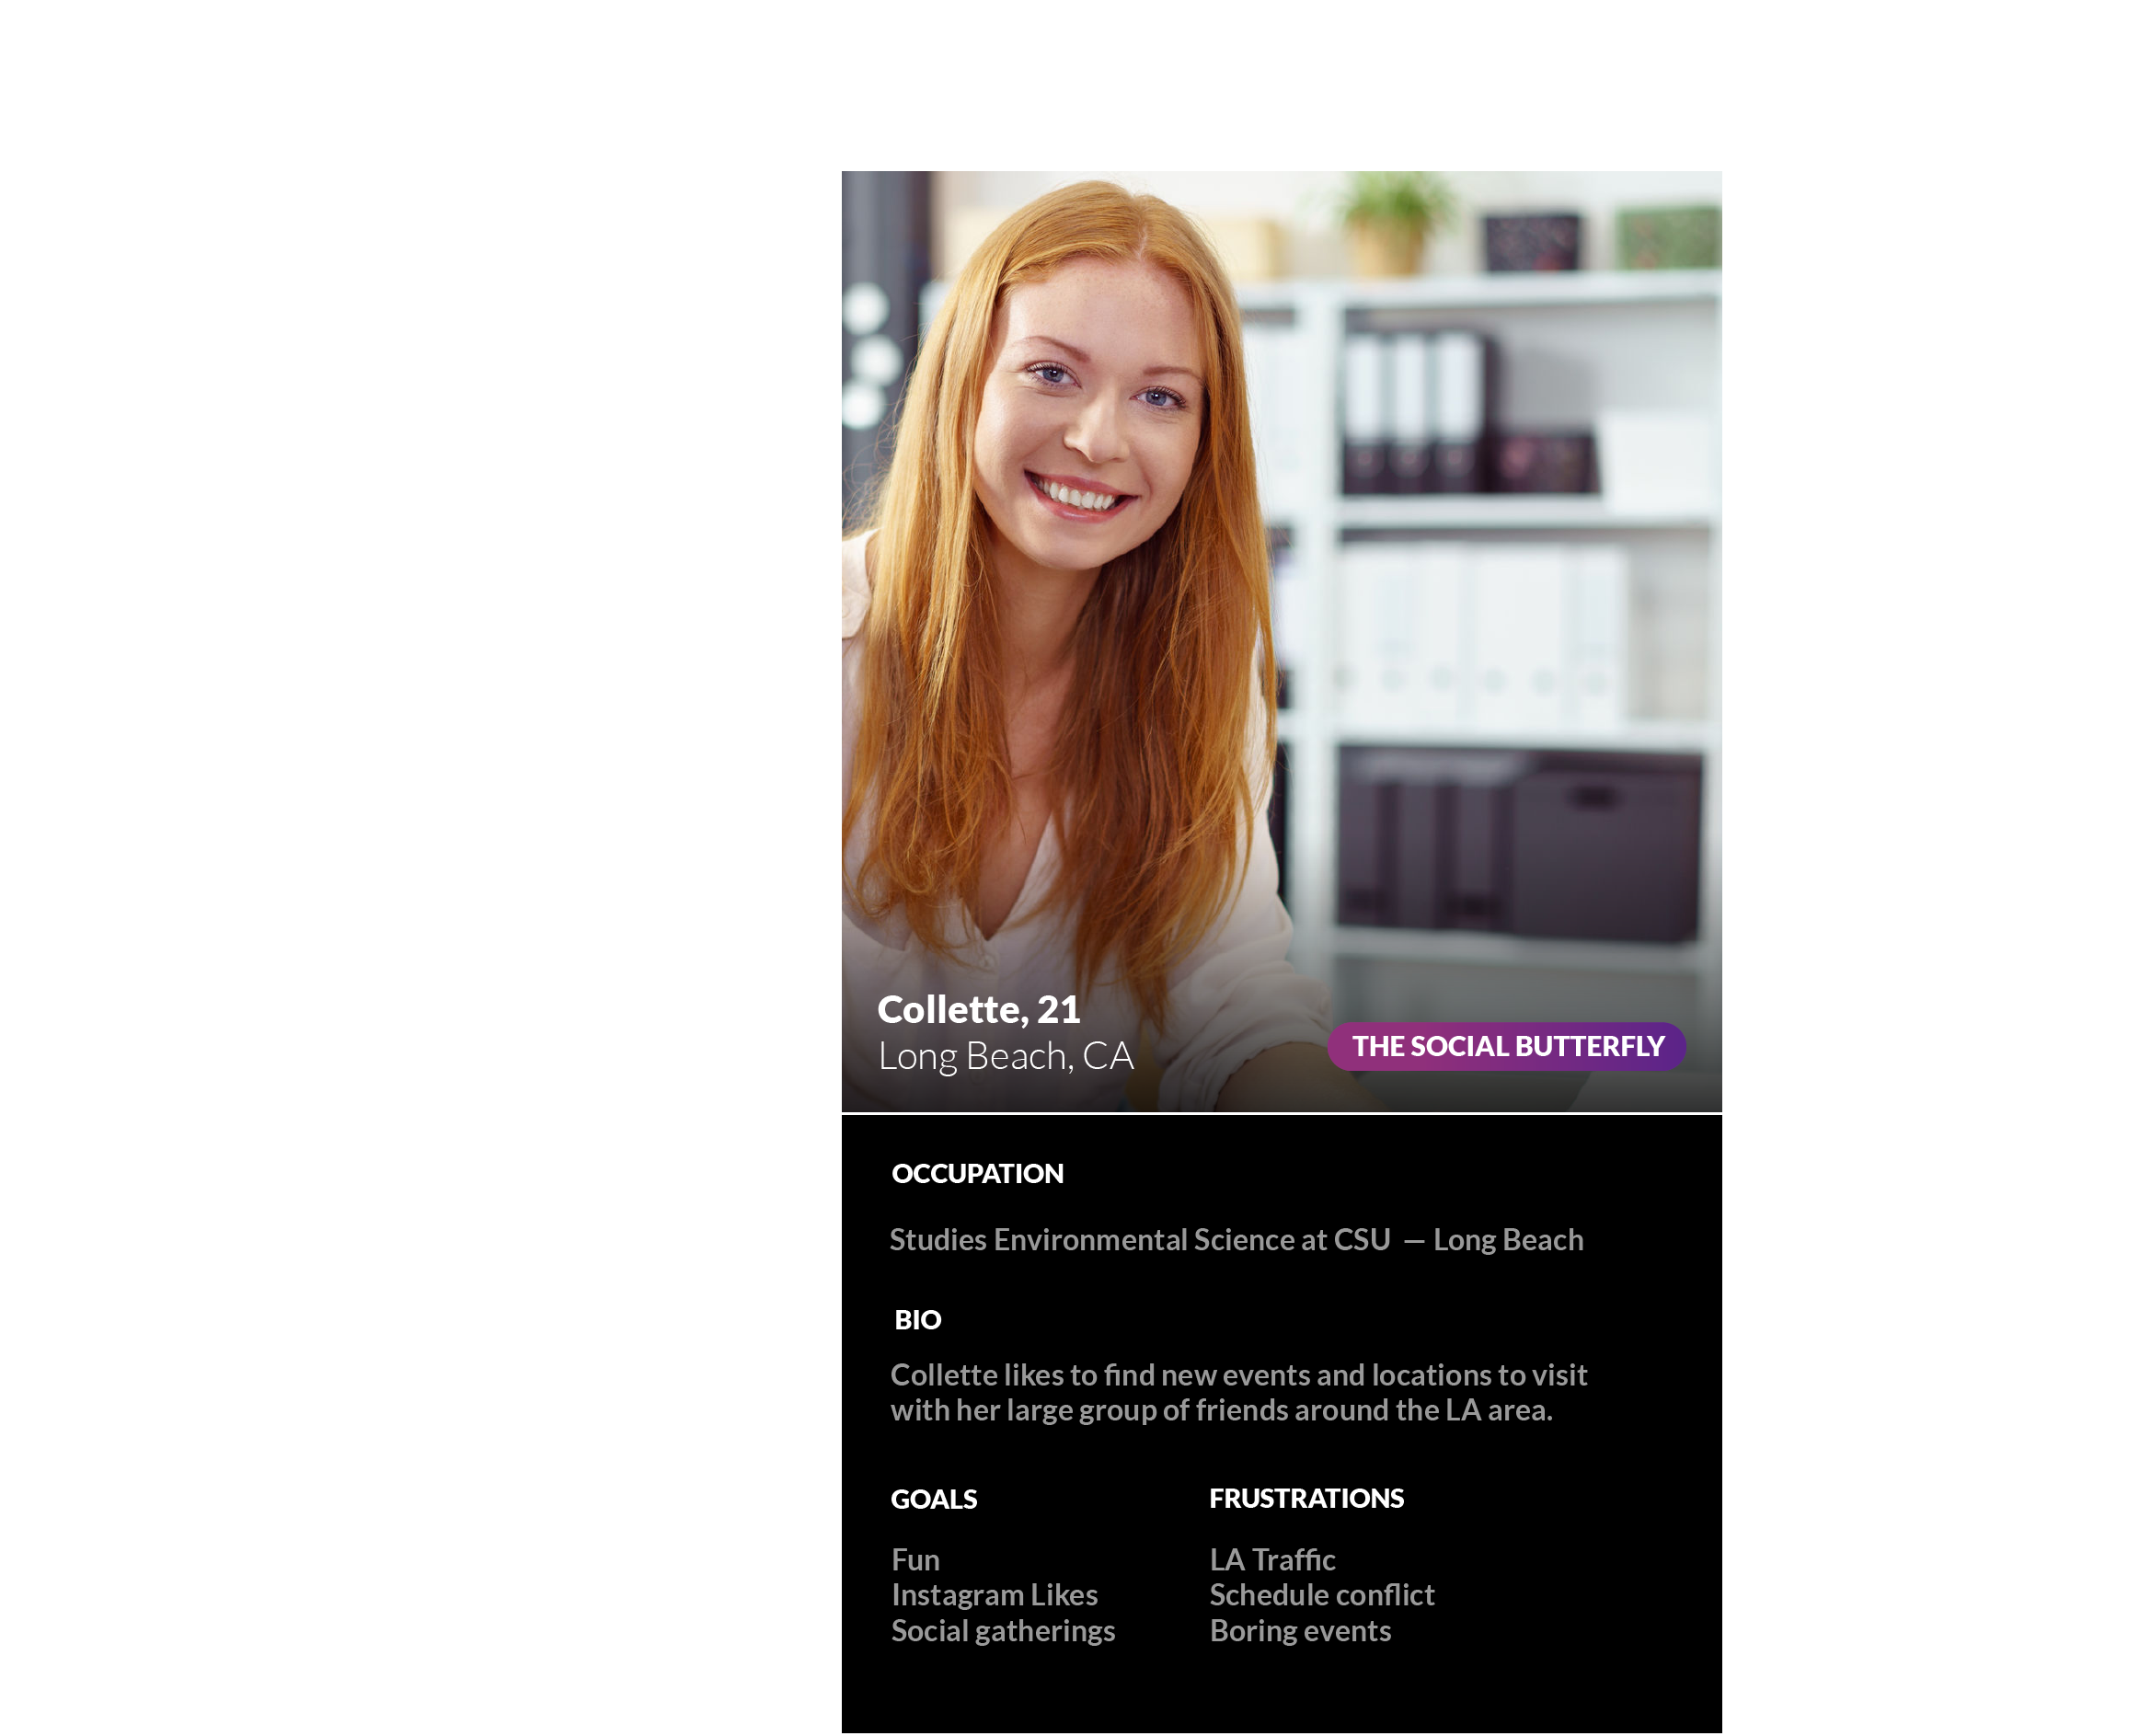 Collette, 21
Long Beach, CA
THE SOCIAL BUTTERFLY
OCCUPATION
Studies Environmental Science at CSU — Long Beach
BIO
Collette likes to find new events and locations to visit
with her large group of friends around the LA area.
GOALS
Fun
Instagram Likes
Social gatherings
FRUSTRATIONS
LA Traffic
Schedule conflict
Boring events